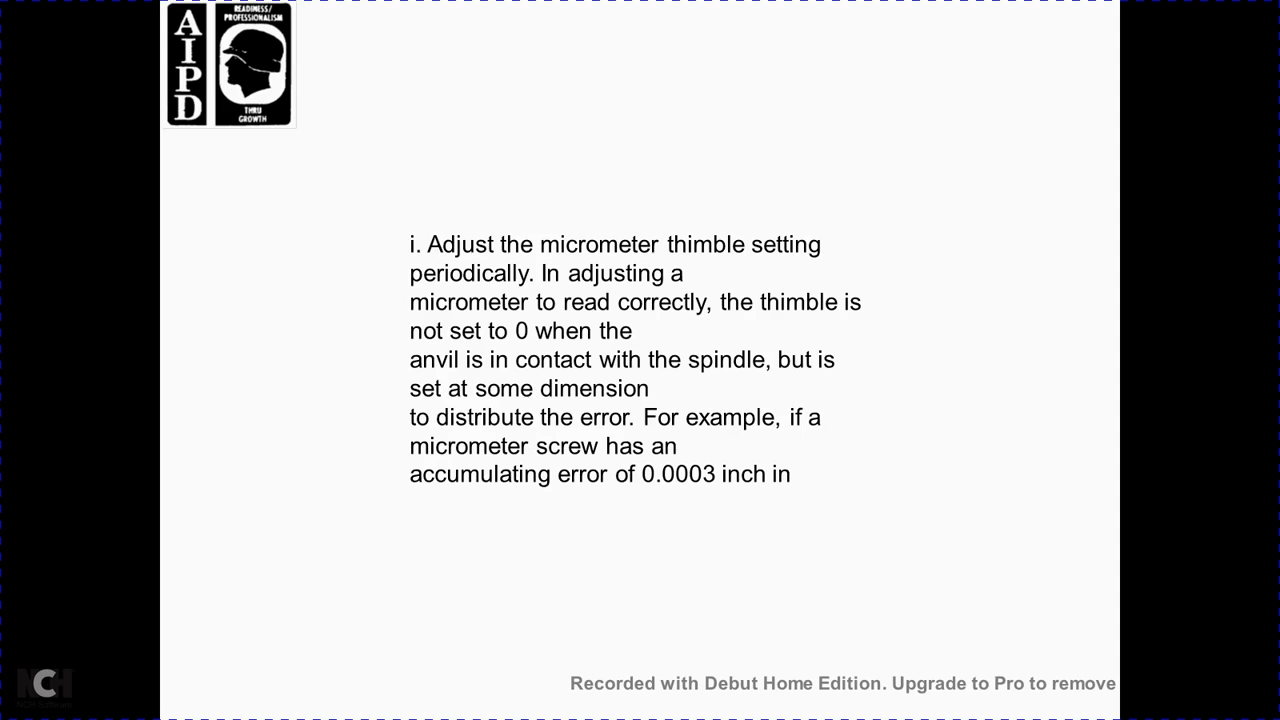 A
I
P
D
READINESS/
PROFESSIONALISM
THRU
GROWTH
i. Adjust the micrometer thimble setting
periodically. In adjusting a
micrometer to read correctly, the thimble is
not set to 0 when the
anvil is in contact with the spindle, but is
set at some dimension
to distribute the error. For example, if a
micrometer screw has an
accumulating error of 0.0003 inch in
Recorded with Debut Home Edition. Upgrade to Pro to remove
NCH
NCH Software